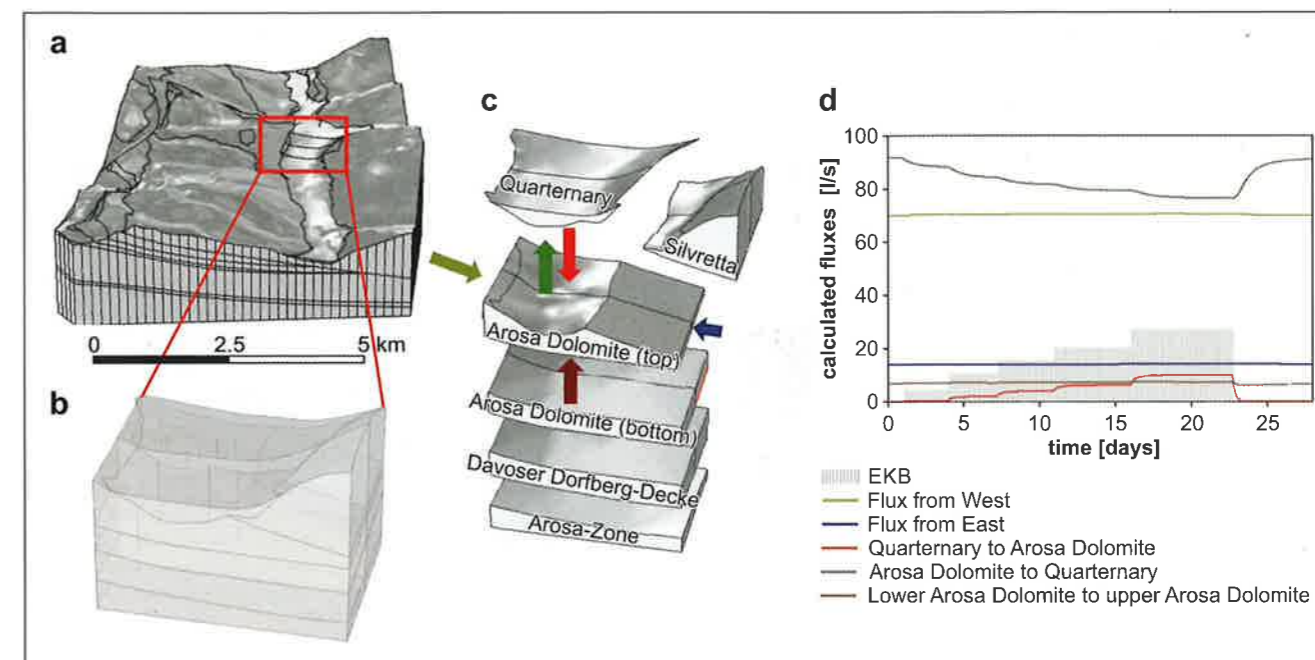 a
0 2.5 5 km
b
c
Quarternary
Silvretta
Arosa Dolomite (top)
Arosa Dolomite (bottom)
Davoser Dorfberg-Decke
Arosa-Zone
d
calculated fluxes [l/s]
100
80
60
40
20
0
0 5 10 15 20 25
time [days]
EKB
Flux from West
Flux from East
Quarternary to Arosa Dolomite
Arosa Dolomite to Quarternary
Lower Arosa Dolomite to upper Arosa Dolomite